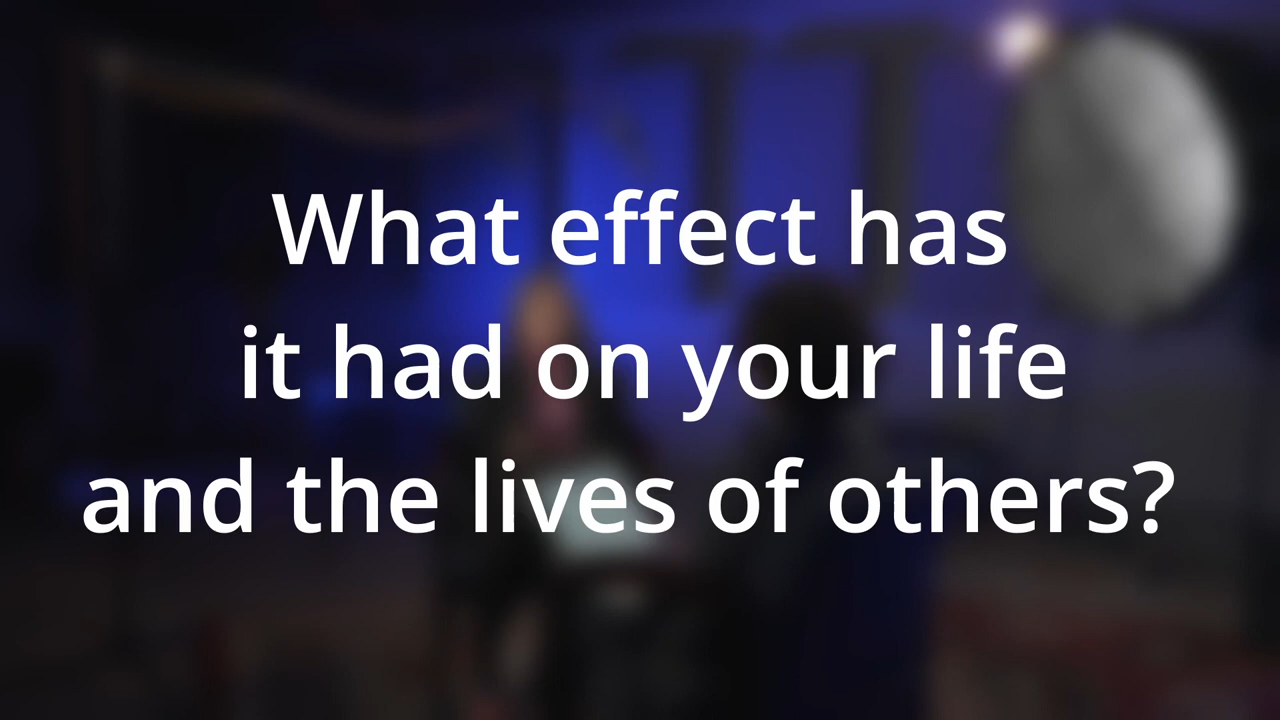 What effect has
it had on your life
and the lives of others?